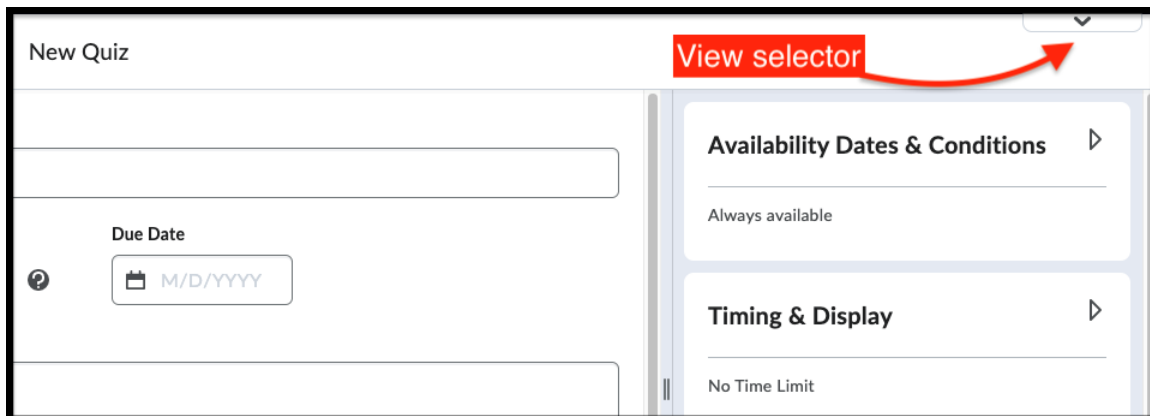 New Quiz
View selector
Availability Dates & Conditions
Always available
Due Date
M/D/YYYY
Timing & Display
No Time Limit